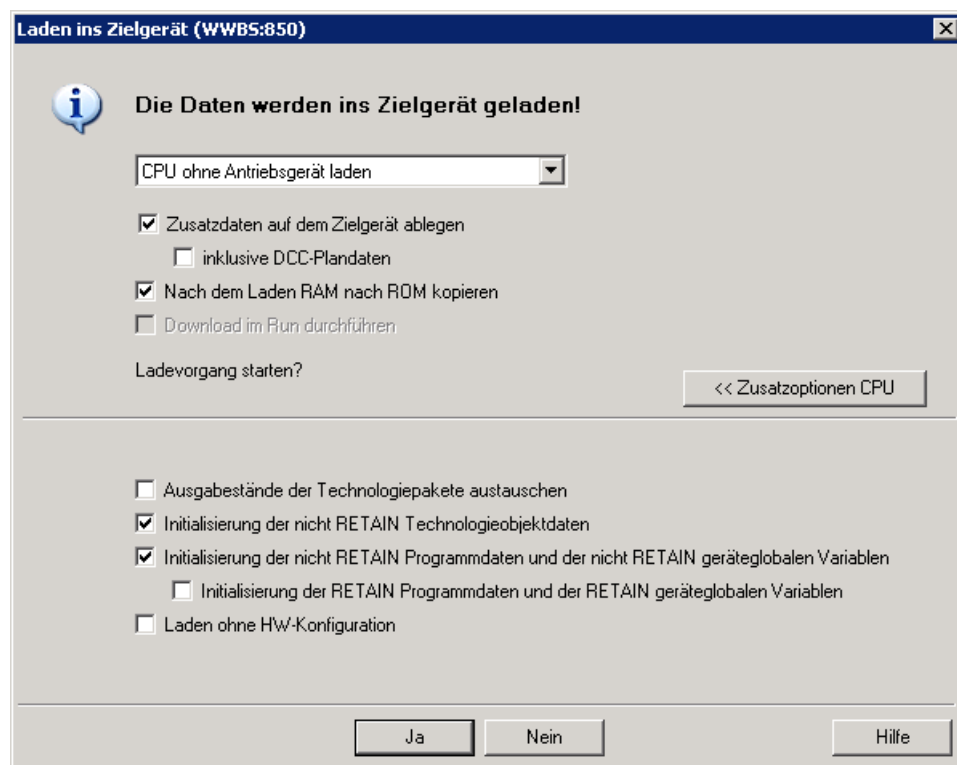 Laden ins Zielgerät (WWBS:850)
Die Daten werden ins Zielgerät geladen!
CPU ohne Antriebsgerät laden
Zusatzdaten auf dem Zielgerät ablegen
inklusive DCC-Plandaten
Nach dem Laden RAM nach ROM kopieren
Download im Run durchführen
Ladevorgang starten?
<< Zusatzoptionen CPU
Ausgabestände der Technologiepakete austauschen
Initialisierung der nicht RETAIN Technologieobjektdaten
Initialisierung der nicht RETAIN Programmdaten und der nicht RETAIN geräteglobalen Variablen
Initialisierung der RETAIN Programmdaten und der RETAIN geräteglobalen Variablen
Laden ohne HW-Konfiguration
Ja Nein Hilfe